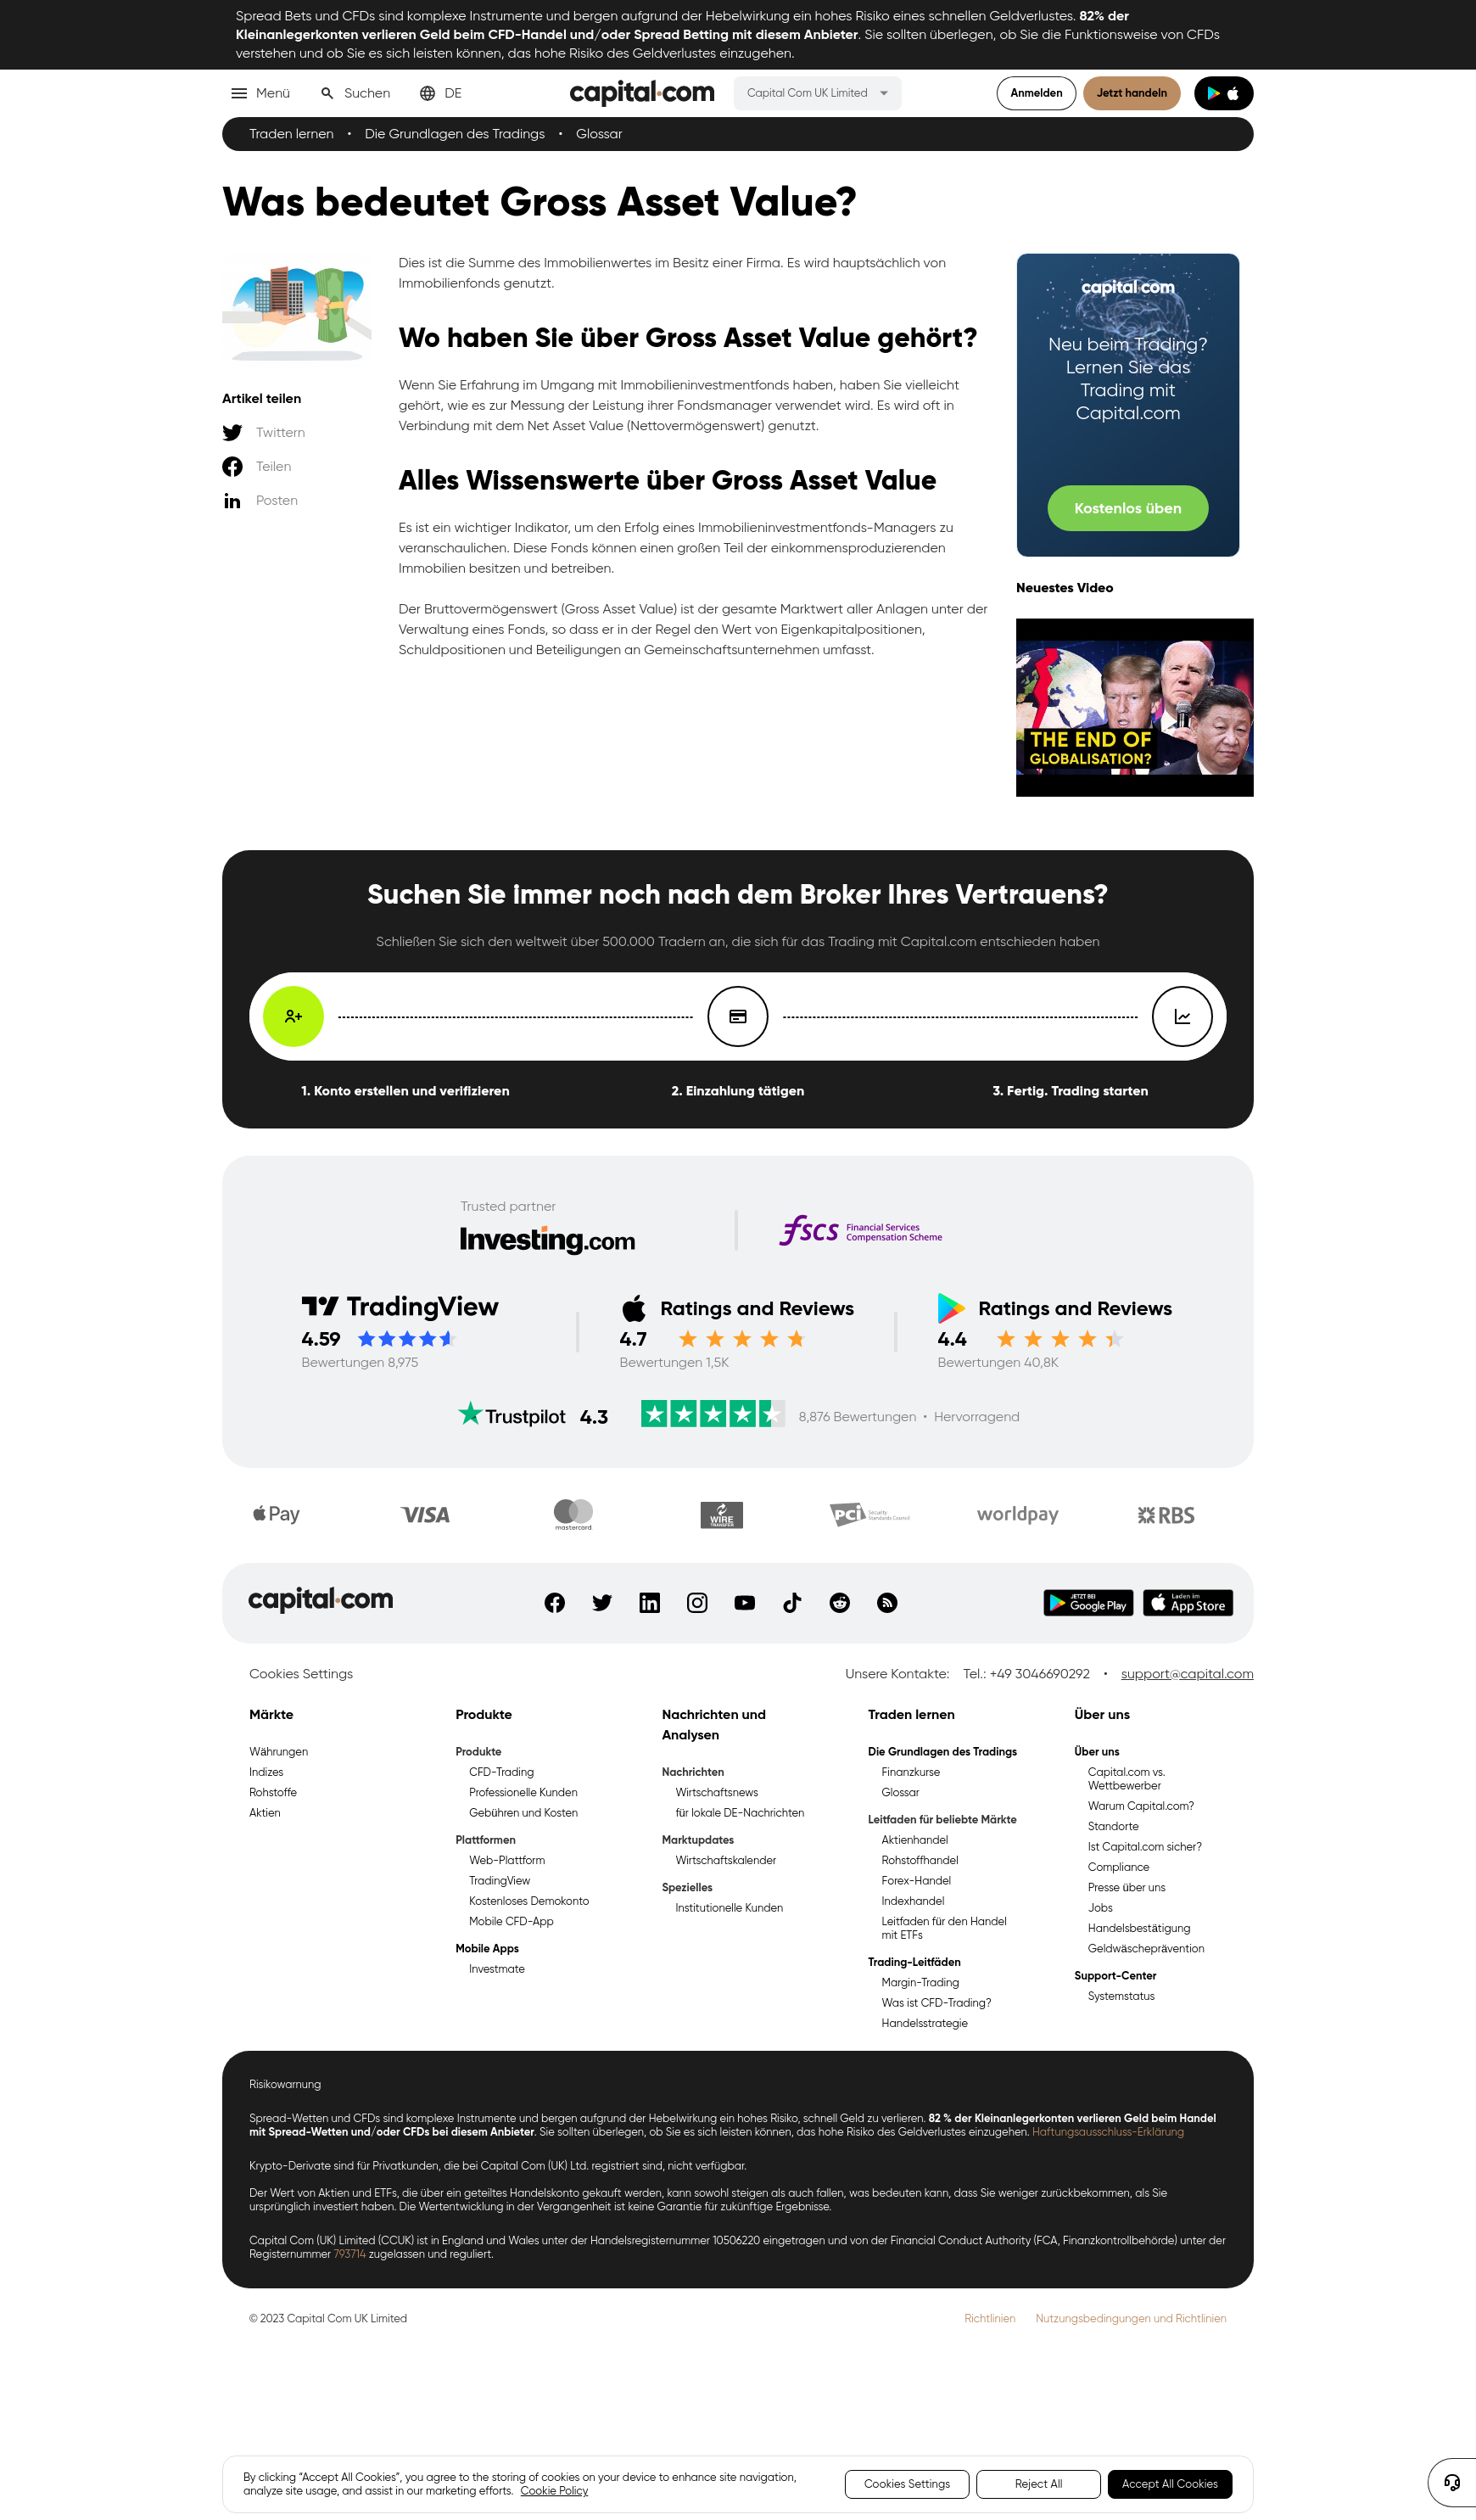 Spread Bets und CFDs sind komplexe Instrumente und bergen aufgrund der Hebelwirkung ein hohes Risiko eines schnellen Geldverlustes. 82% der
Kleinanlegerkonten verlieren Geld beim CFD-Handel und/oder Spread Betting mit diesem Anbieter. Sie sollten überlegen, ob Sie die Funktionsweise von CFDs
verstehen und ob Sie es sich leisten können, das hohe Risiko des Geldverlustes einzugehen.
Menü Suchen DE capital.com Capital Com UK Limited Anmelden Jetzt handeln
Traden lernen • Die Grundlagen des Tradings • Glossar
Was bedeutet Gross Asset Value?
Artikel teilen
Twittern
Teilen
Posten
Dies ist die Summe des Immobilienwertes im Besitz einer Firma. Es wird hauptsächlich von
Immobilienfonds genutzt.
Wo haben Sie über Gross Asset Value gehört?
Wenn Sie Erfahrung im Umgang mit Immobilieninvestmentfonds haben, haben Sie vielleicht
gehört, wie es zur Messung der Leistung ihrer Fondsmanager verwendet wird. Es wird oft in
Verbindung mit dem Net Asset Value (Nettovermögenswert) genutzt.
Alles Wissenswerte über Gross Asset Value
Es ist ein wichtiger Indikator, um den Erfolg eines Immobilieninvestmentfonds-Managers zu
veranschaulichen. Diese Fonds können einen großen Teil der einkommensproduzierenden
Immobilien besitzen und betreiben.
Der Bruttovermögenswert (Gross Asset Value) ist der gesamte Marktwert aller Anlagen unter der
Verwaltung eines Fonds, so dass er in der Regel den Wert von Eigenkapitalpositionen,
Schuldpositionen und Beteiligungen an Gemeinschaftsunternehmen umfasst.
capital.com
Neu beim Trading?
Lernen Sie das
Trading mit
Capital.com
Kostenlos üben
Neuestes Video
THE END OF
GLOBALISATION?
Suchen Sie immer noch nach dem Broker Ihres Vertrauens?
Schließen Sie sich den weltweit über 500.000 Tradern an, die sich für das Trading mit Capital.com entschieden haben
1. Konto erstellen und verifizieren 2. Einzahlung tätigen 3. Fertig. Trading starten
Trusted partner
Investing.com
fscs Financial Services
Compensation Scheme
TradingView
4.59
Bewertungen 8,975
Ratings and Reviews
4.7
Bewertungen 1,5K
Ratings and Reviews
4.4
Bewertungen 40,8K
Trustpilot 4.3 8,876 Bewertungen • Hervorragend
Pay VISA mastercard WIRE TRANSFER PCI Security Standards Council worldpay RBS
capital.com
JETZT BEI
Google Play
Laden im
App Store
Cookies Settings
Unsere Kontakte: Tel.: +49 3046690292 • support@capital.com
Märkte
Währungen
Indizes
Rohstoffe
Aktien
Produkte
Produkte
CFD-Trading
Professionelle Kunden
Gebühren und Kosten
Plattformen
Web-Plattform
TradingView
Kostenloses Demokonto
Mobile CFD-App
Mobile Apps
Investmate
Nachrichten und
Analysen
Nachrichten
Wirtschaftsnews
für lokale DE-Nachrichten
Marktupdates
Wirtschaftskalender
Spezielles
Institutionelle Kunden
Traden lernen
Die Grundlagen des Tradings
Finanzkurse
Glossar
Leitfaden für beliebte Märkte
Aktienhandel
Rohstoffhandel
Forex-Handel
Indexhandel
Leitfaden für den Handel
mit ETFs
Trading-Leitfäden
Margin-Trading
Was ist CFD-Trading?
Handelsstrategie
Über uns
Über uns
Capital.com vs.
Wettbewerber
Warum Capital.com?
Standorte
Ist Capital.com sicher?
Compliance
Presse über uns
Jobs
Handelsbestätigung
Geldwäscheprävention
Support-Center
Systemstatus
Risikowarnung
Spread-Wetten und CFDs sind komplexe Instrumente und bergen aufgrund der Hebelwirkung ein hohes Risiko, schnell Geld zu verlieren. 82 % der Kleinanlegerkonten verlieren Geld beim Handel
mit Spread-Wetten und/oder CFDs bei diesem Anbieter. Sie sollten überlegen, ob Sie es sich leisten können, das hohe Risiko des Geldverlustes einzugehen. Haftungsausschluss-Erklärung
Krypto-Derivate sind für Privatkunden, die bei Capital Com (UK) Ltd. registriert sind, nicht verfügbar.
Der Wert von Aktien und ETFs, die über ein geteiltes Handelskonto gekauft werden, kann sowohl steigen als auch fallen, was bedeuten kann, dass Sie weniger zurückbekommen, als Sie
ursprünglich investiert haben. Die Wertentwicklung in der Vergangenheit ist keine Garantie für zukünftige Ergebnisse.
Capital Com (UK) Limited (CCUK) ist in England und Wales unter der Handelsregisternummer 10506220 eingetragen und von der Financial Conduct Authority (FCA, Finanzkontrollbehörde) unter der
Registernummer 793714 zugelassen und reguliert.
© 2023 Capital Com UK Limited
Richtlinien Nutzungsbedingungen und Richtlinien
By clicking “Accept All Cookies”, you agree to the storing of cookies on your device to enhance site navigation,
analyze site usage, and assist in our marketing efforts. Cookie Policy
Cookies Settings Reject All Accept All Cookies